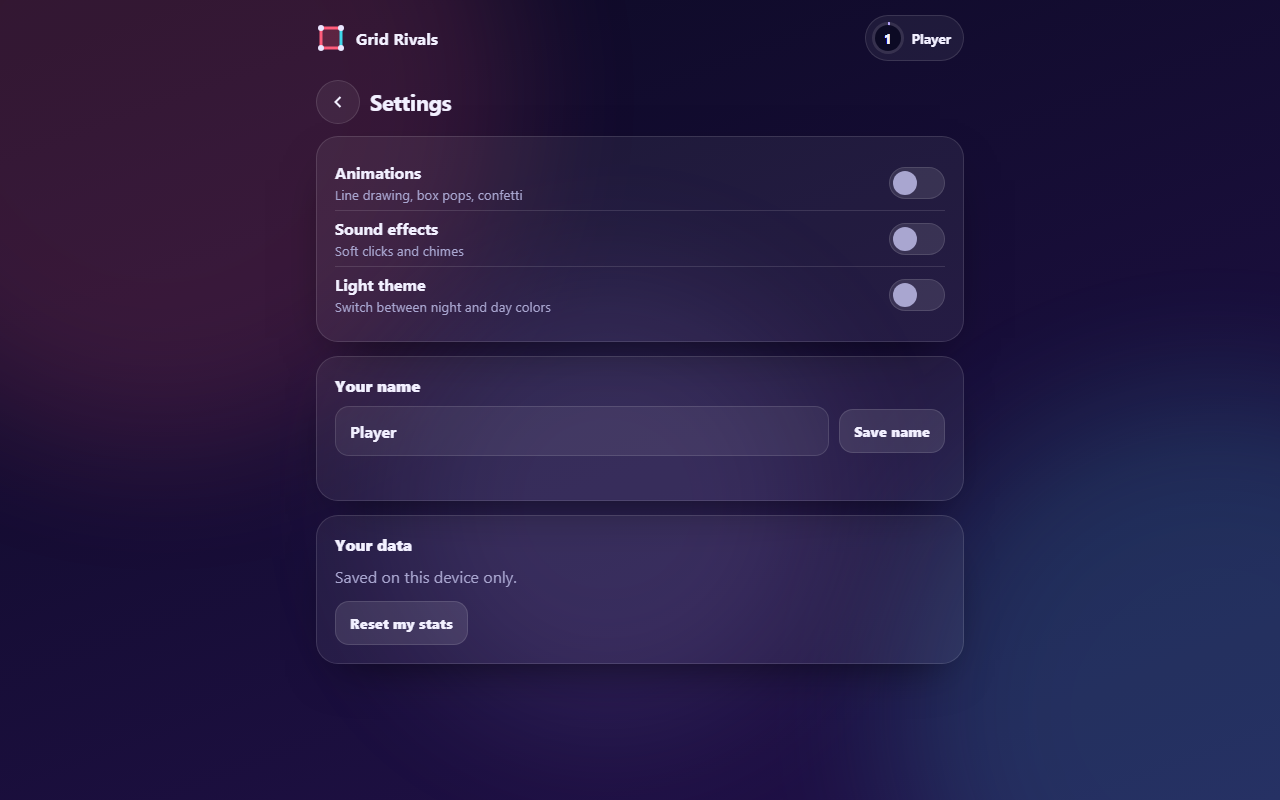 Grid Rivals
1 Player
Settings
Animations
Line drawing, box pops, confetti
Sound effects
Soft clicks and chimes
Light theme
Switch between night and day colors
Your name
Player
Save name
Your data
Saved on this device only.
Reset my stats